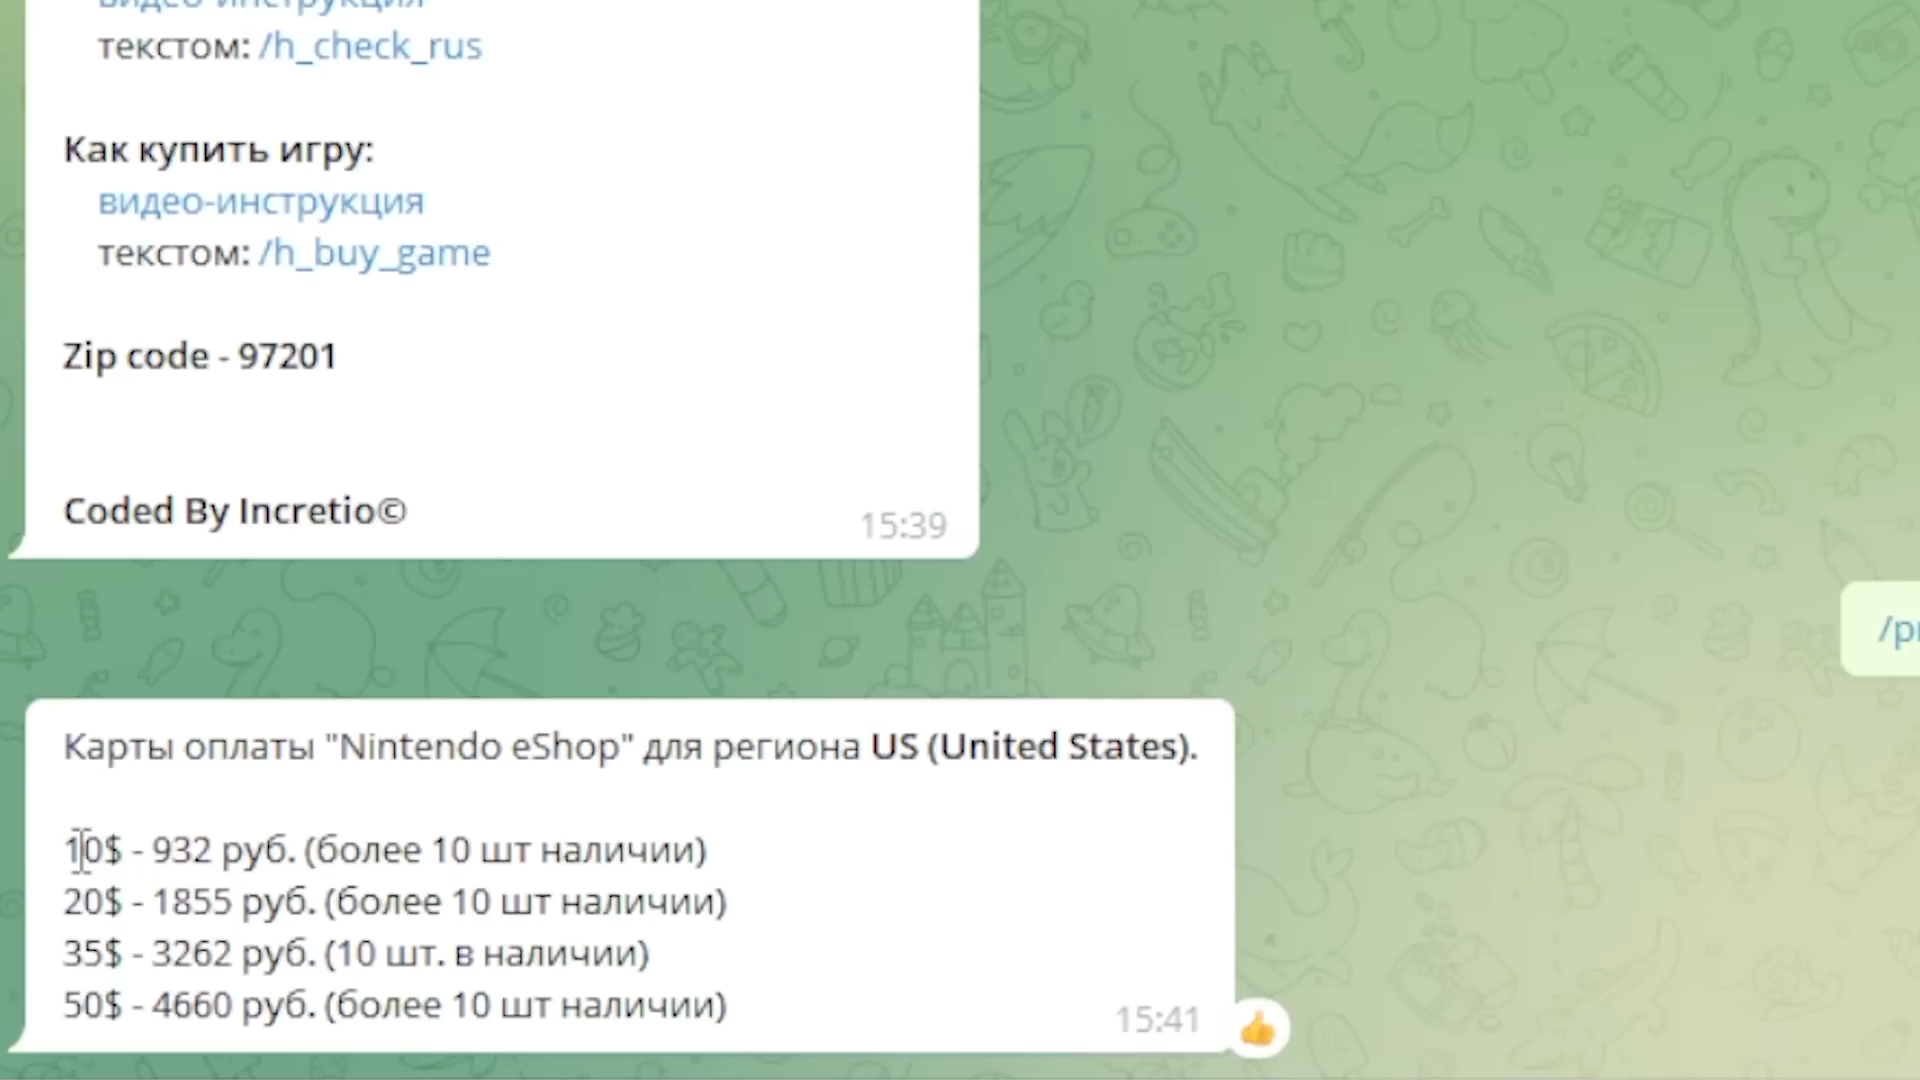 видео-инструкция
текстом: /h_check_rus
Как купить игру:
видео-инструкция
текстом: /h_buy_game
Zip code - 97201
Coded By Incretio©
15:39
Карты оплаты "Nintendo eShop" для региона US (United States).
10$ - 932 руб. (более 10 шт наличии)
20$ - 1855 руб. (более 10 шт наличии)
35$ - 3262 руб. (10 шт. в наличии)
50$ - 4660 руб. (более 10 шт наличии)
15:41